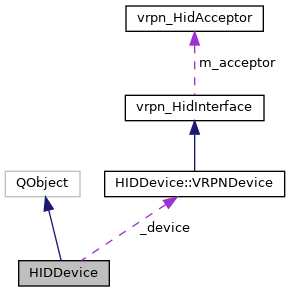 vrpn_HidAcceptor
m_acceptor
vrpn_HidInterface
QObject
HIDDevice::VRPNDevice
_device
HIDDevice